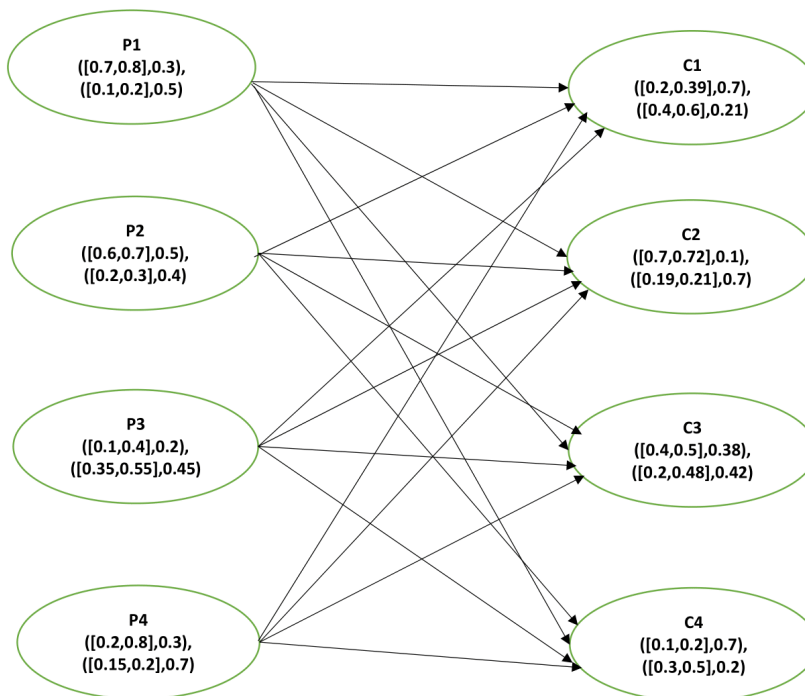 P1
([0.7,0.8],0.3),
([0.1,0.2],0.5)
P2
([0.6,0.7],0.5),
([0.2,0.3],0.4)
P3
([0.1,0.4],0.2),
([0.35,0.55],0.45)
P4
([0.2,0.8],0.3),
([0.15,0.2],0.7)
C1
([0.2,0.39],0.7),
([0.4,0.6],0.21)
C2
([0.7,0.72],0.1),
([0.19,0.21],0.7)
C3
([0.4,0.5],0.38),
([0.2,0.48],0.42)
C4
([0.1,0.2],0.7),
([0.3,0.5],0.2)